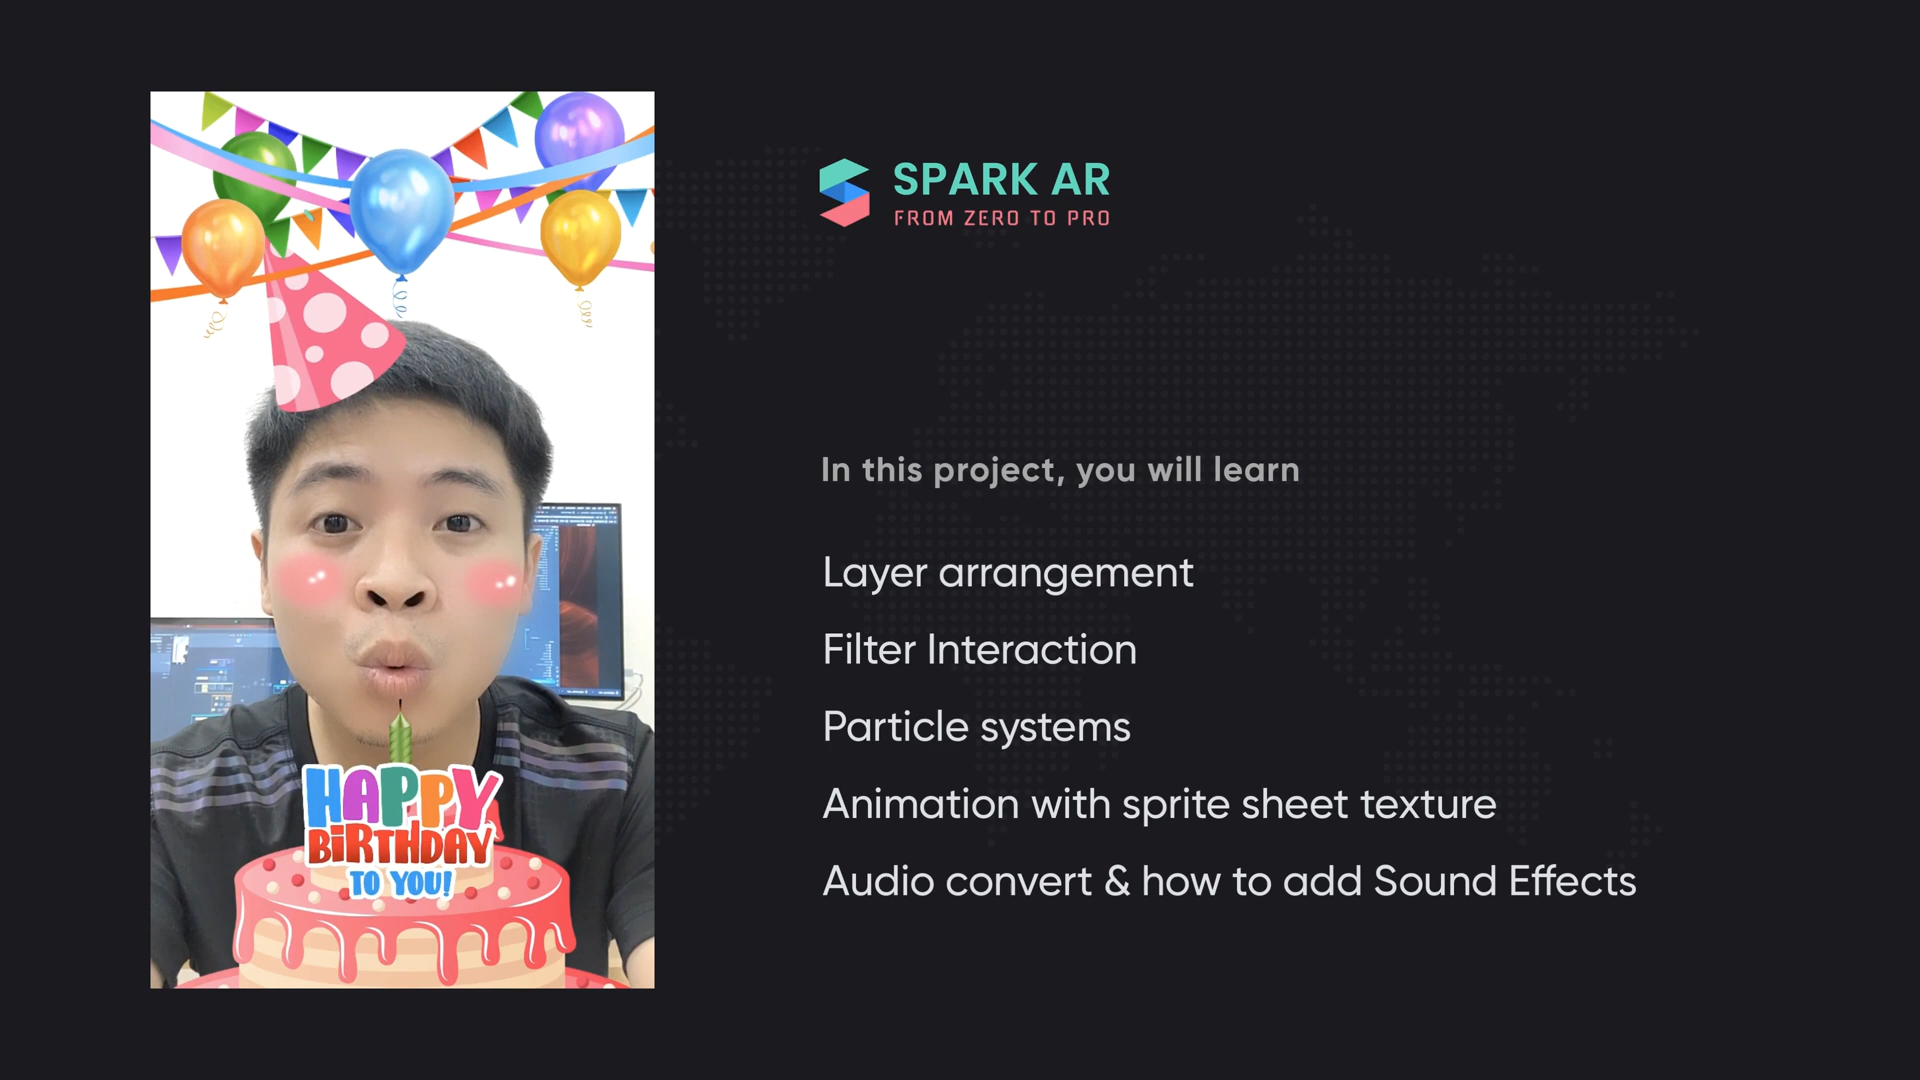 HAPPY
BiRTHDAY
TO YOU!
SPARK AR
FROM ZERO TO PRO
In this project, you will learn
Layer arrangement
Filter Interaction
Particle systems
Animation with sprite sheet texture
Audio convert & how to add Sound Effects